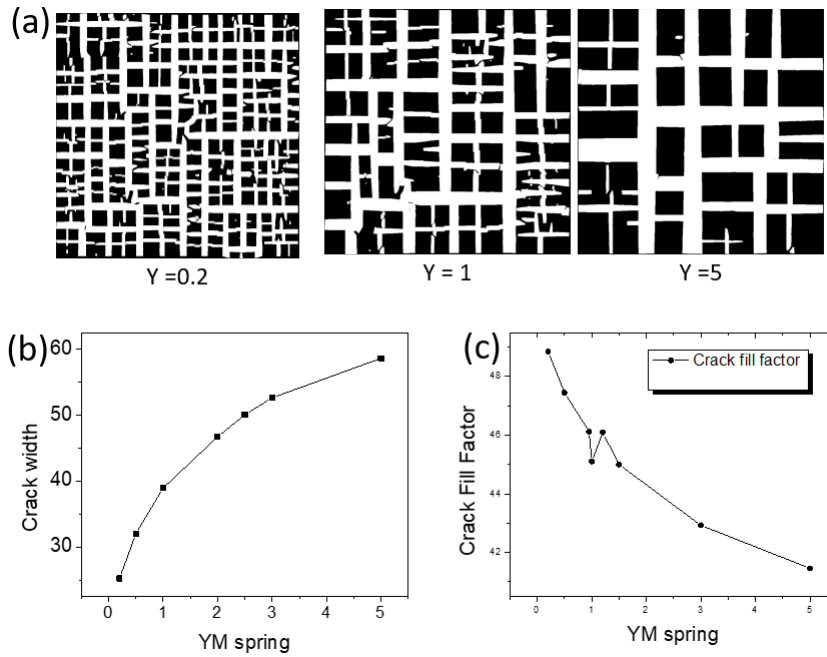 (a)
Y =0.2
Y = 1
Y =5
(b)
60
50
40
30
Crack width
0
1
2
3
4
5
YM spring
(c)
Crack fill factor
48
46
44
42
Crack Fill Factor
0
1
2
3
4
5
YM spring